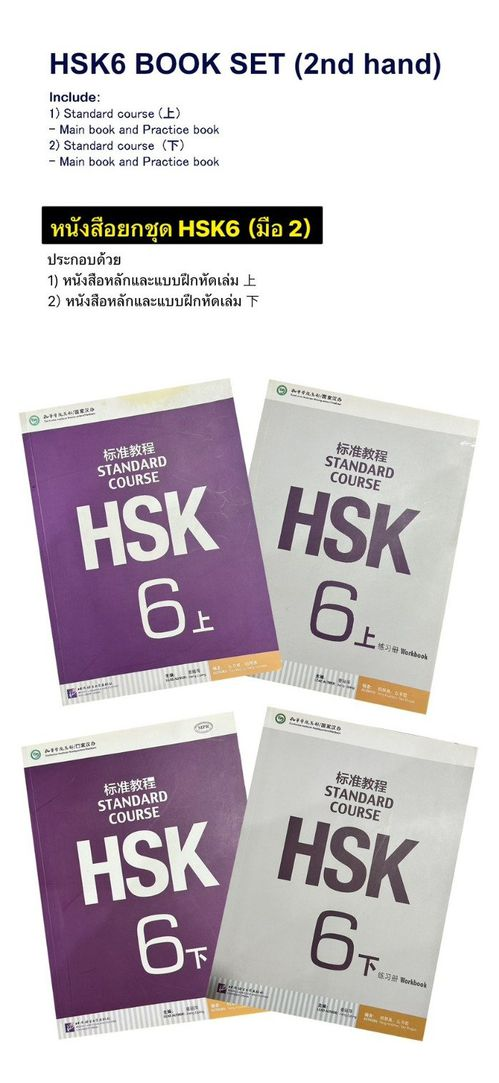 HSK6 BOOK SET (2nd hand)
Include:
1) Standard course (上)
- Main book and Practice book
2) Standard course (下)
- Main book and Practice book
หนังสือยกชุด HSK6 (มือ 2)
ประกอบด้วย
1) หนังสือหลักและแบบฝึกหัดเล่ม 上
2) หนังสือหลักและแบบฝึกหัดเล่ม 下
标准教程
STANDARD
COURSE
HSK
6上
标准教程
STANDARD
COURSE
HSK
6上 练习册 Workbook
标准教程
STANDARD
COURSE
HSK
6下
标准教程
STANDARD
COURSE
HSK
6下 练习册 Workbook